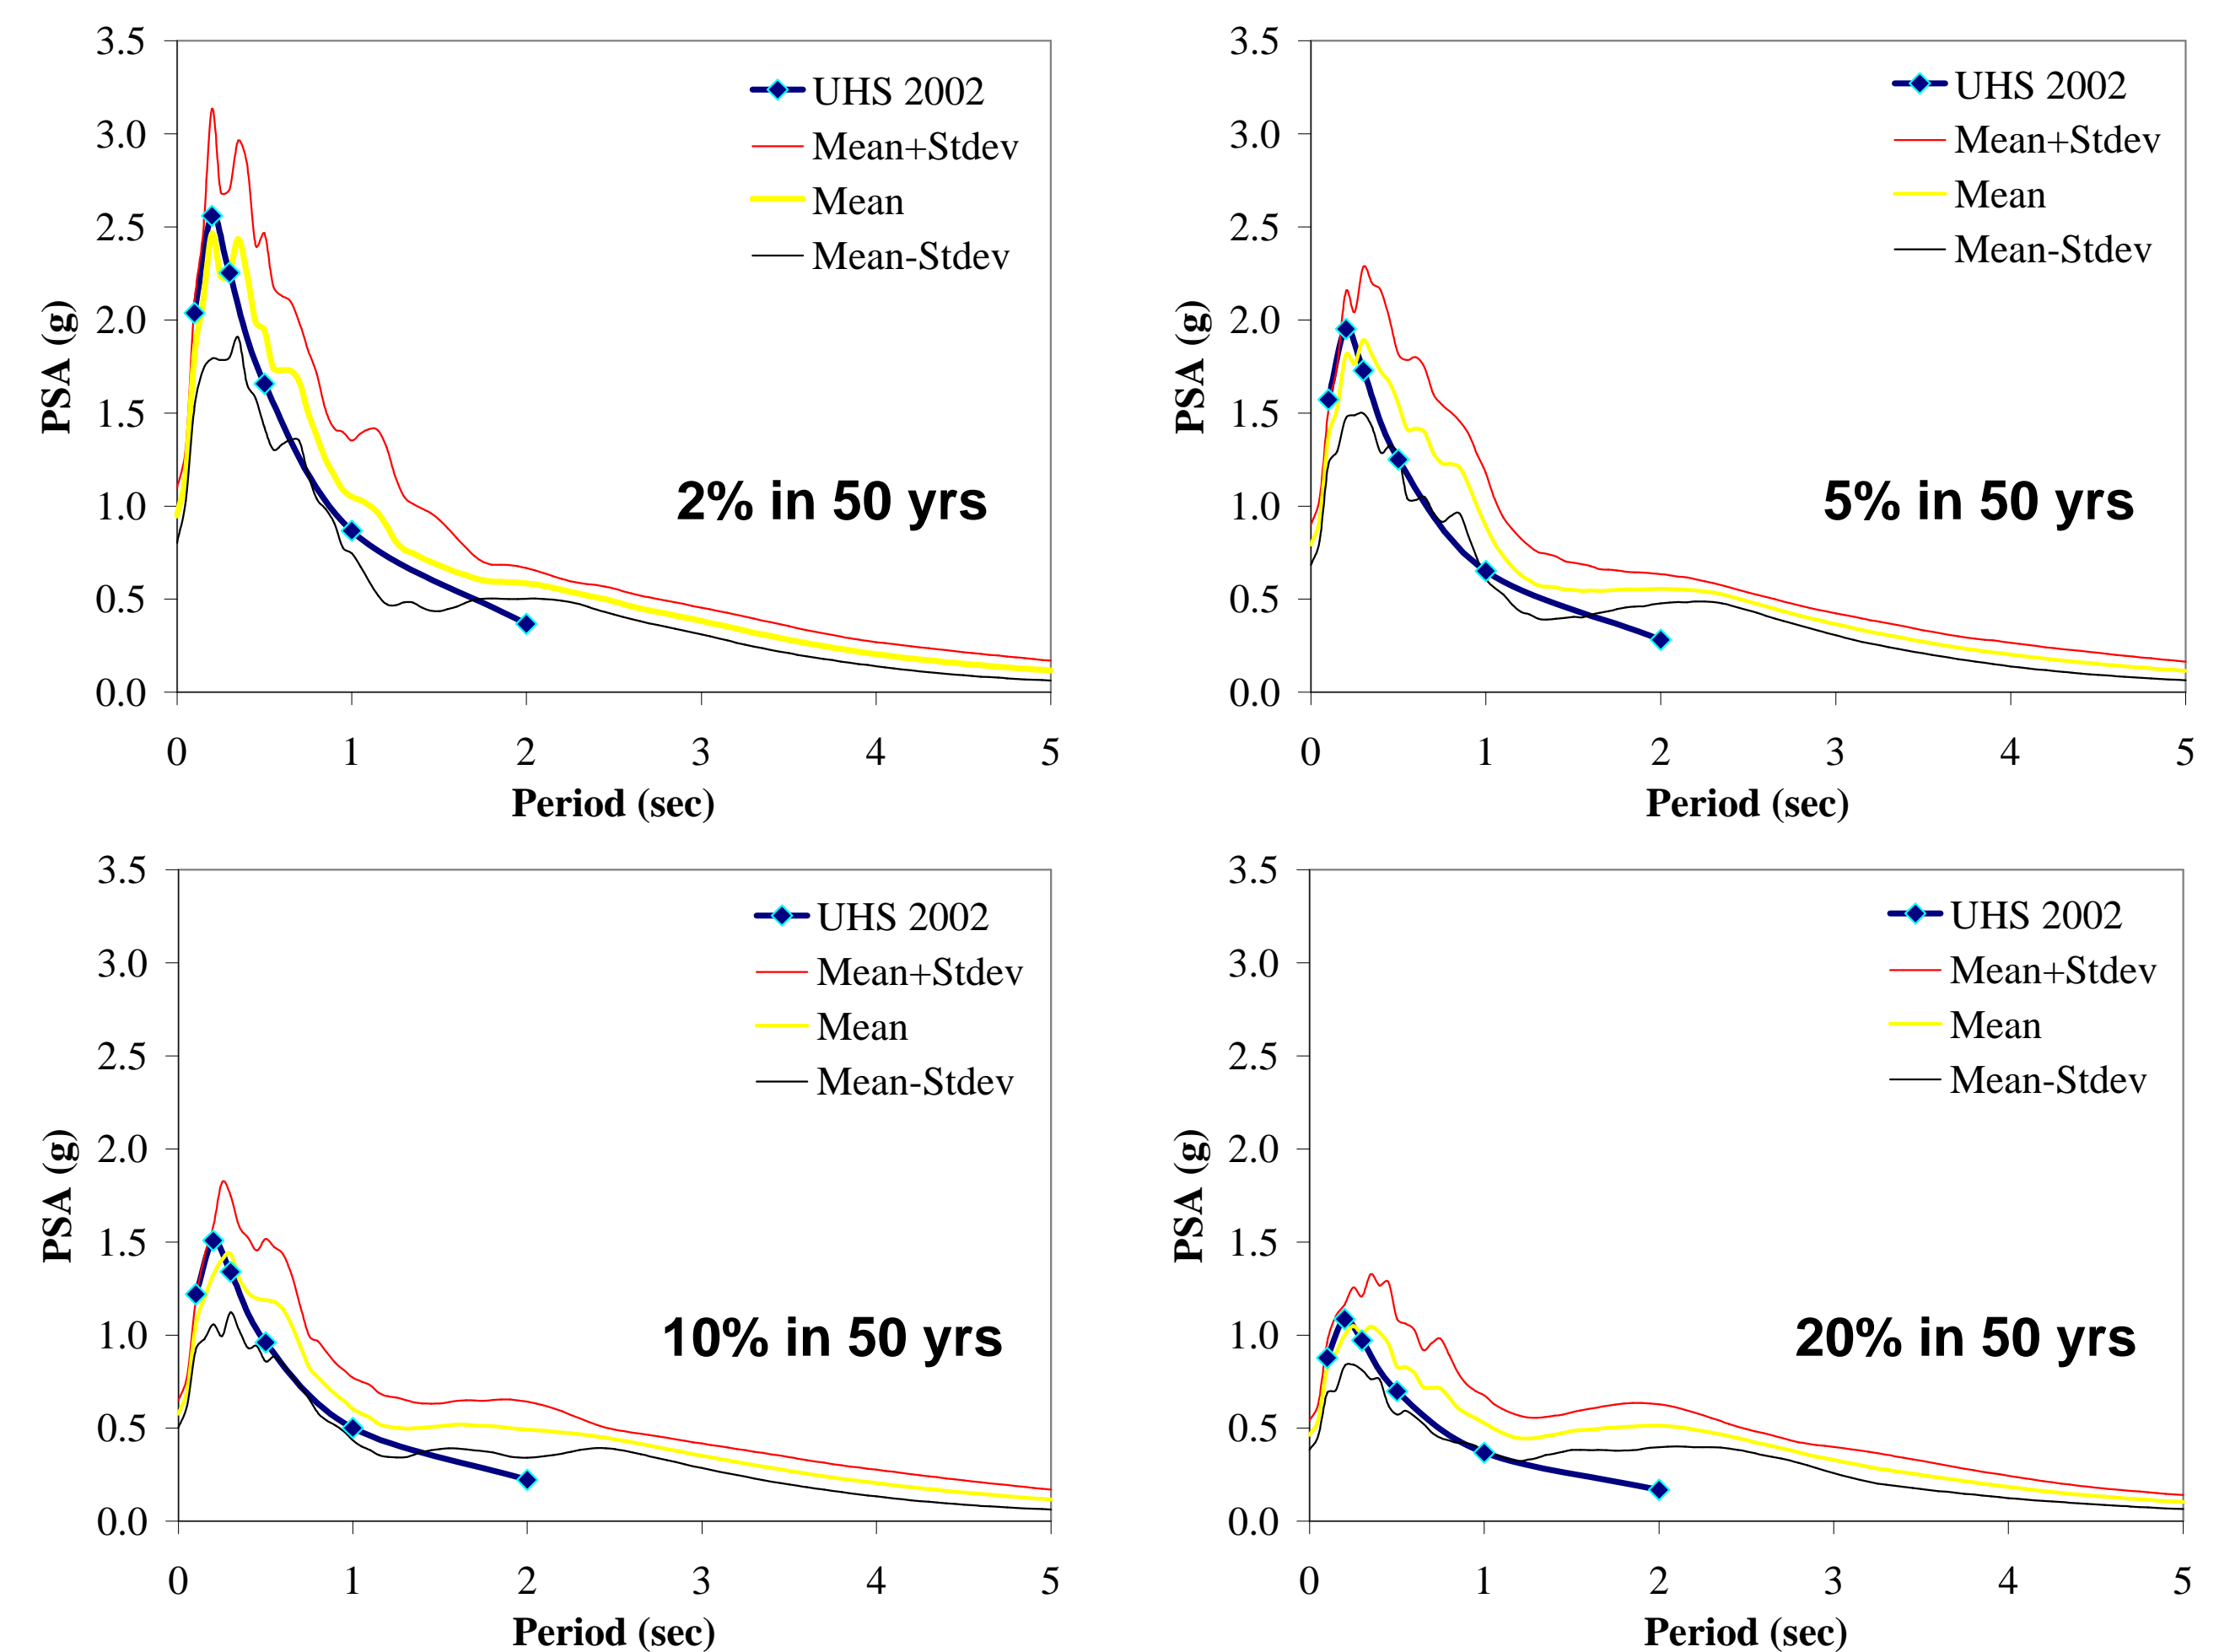 3.5
3.0
2.5
2.0
1.5
1.0
0.5
0.0
PSA (g)
UHS 2002
Mean+Stdev
Mean
Mean-Stdev
2% in 50 yrs
0 1 2 3 4 5
Period (sec)
3.5
3.0
2.5
2.0
1.5
1.0
0.5
0.0
PSA (g)
UHS 2002
Mean+Stdev
Mean
Mean-Stdev
5% in 50 yrs
0 1 2 3 4 5
Period (sec)
3.5
3.0
2.5
2.0
1.5
1.0
0.5
0.0
PSA (g)
UHS 2002
Mean+Stdev
Mean
Mean-Stdev
10% in 50 yrs
0 1 2 3 4 5
Period (sec)
3.5
3.0
2.5
2.0
1.5
1.0
0.5
0.0
PSA (g)
UHS 2002
Mean+Stdev
Mean
Mean-Stdev
20% in 50 yrs
0 1 2 3 4 5
Period (sec)